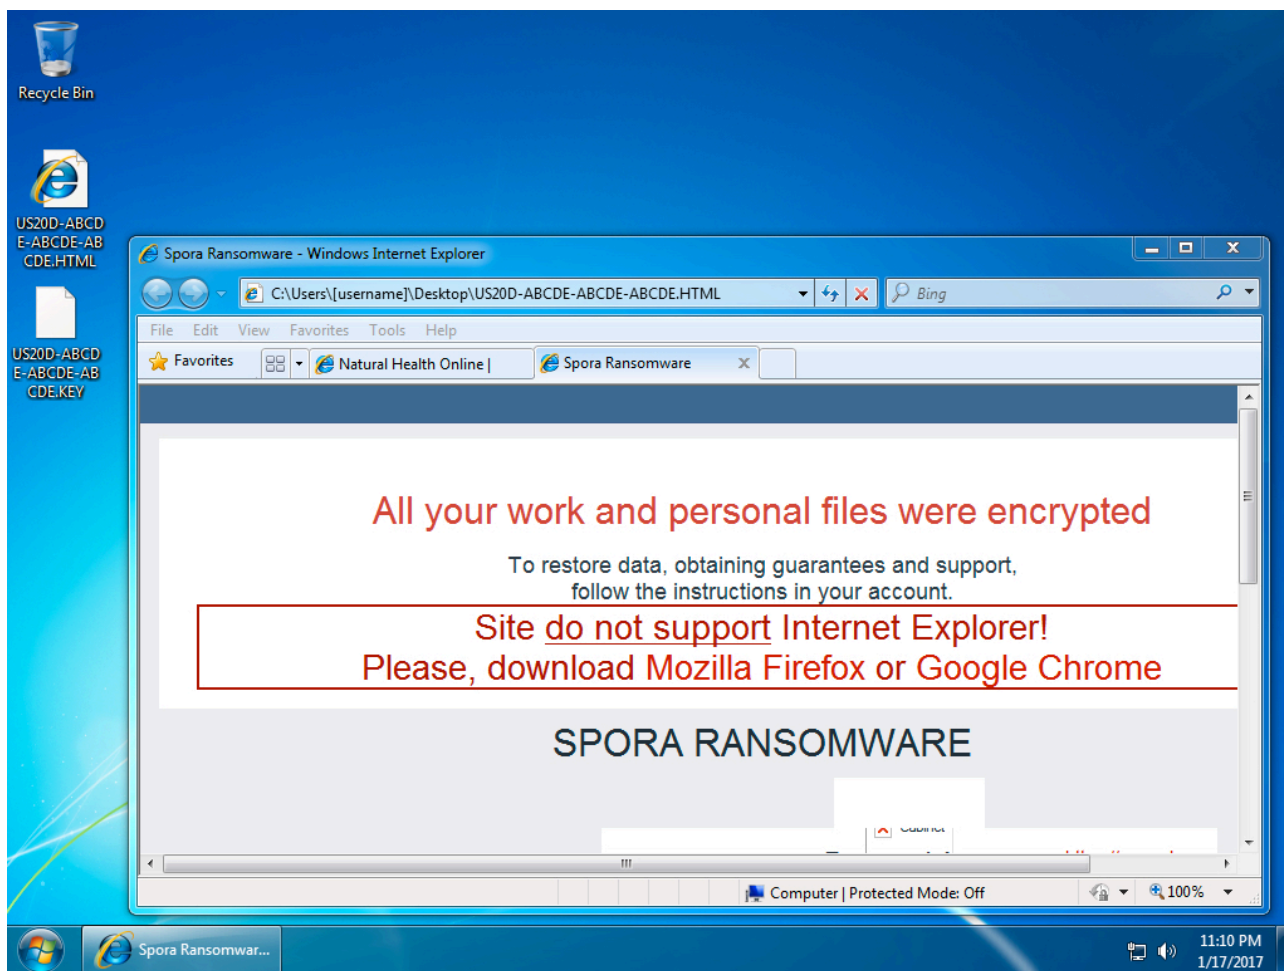 Recycle Bin
US20D-ABCD
E-ABCDE-AB
CDE.HTML
US20D-ABCD
E-ABCDE-AB
CDE.KEY
Spora Ransomware - Windows Internet Explorer
C:\Users\[username]\Desktop\US20D-ABCDE-ABCDE-ABCDE.HTML
Bing
File Edit View Favorites Tools Help
Favorites
Natural Health Online |
Spora Ransomware
All your work and personal files were encrypted
To restore data, obtaining guarantees and support,
follow the instructions in your account.
Site do not support Internet Explorer!
Please, download Mozilla Firefox or Google Chrome
SPORA RANSOMWARE
Computer | Protected Mode: Off
100%
Spora Ransomwar...
11:10 PM
1/17/2017